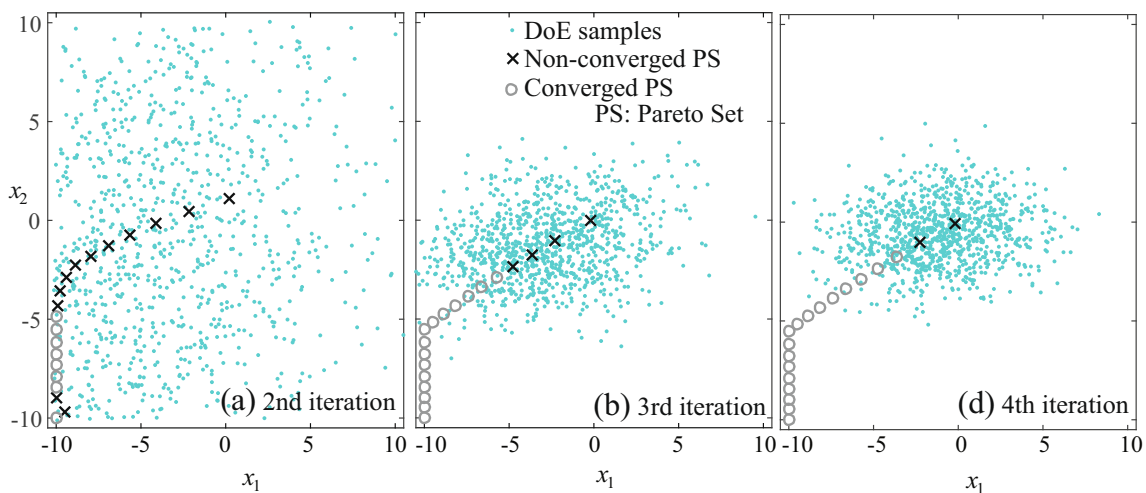 10
5
x2
0
-5
-10
-10
-5
0
5
10
x1
(a) 2nd iteration
DoE samples
Non-converged PS
Converged PS
PS: Pareto Set
-10
-5
0
5
10
x1
(b) 3rd iteration
-10
-5
0
5
10
x1
(d) 4th iteration